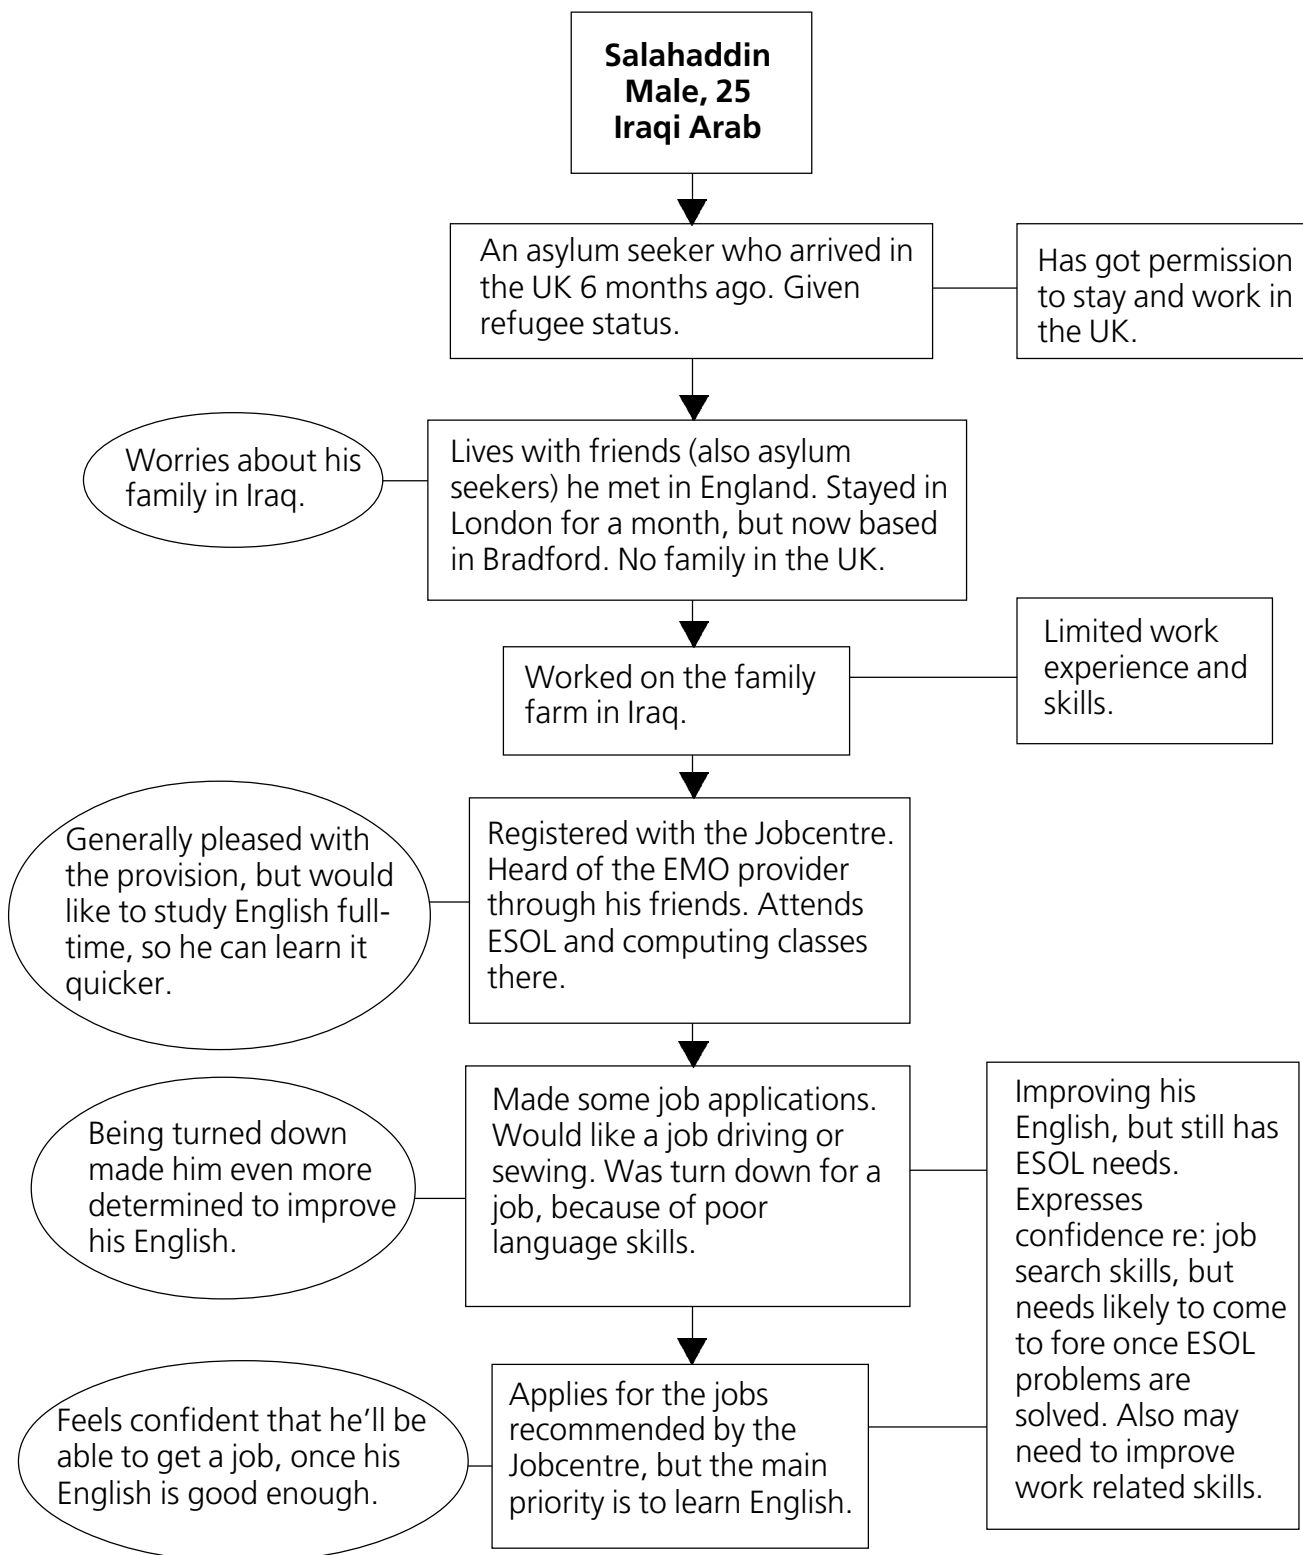 Salahaddin
Male, 25
Iraqi Arab
An asylum seeker who arrived in
the UK 6 months ago. Given
refugee status.
Has got permission
to stay and work in
the UK.
Worries about his
family in Iraq.
Lives with friends (also asylum
seekers) he met in England. Stayed in
London for a month, but now based
in Bradford. No family in the UK.
Worked on the family
farm in Iraq.
Limited work
experience and
skills.
Generally pleased with
the provision, but would
like to study English full-
time, so he can learn it
quicker.
Registered with the Jobcentre.
Heard of the EMO provider
through his friends. Attends
ESOL and computing classes
there.
Being turned down
made him even more
determined to improve
his English.
Made some job applications.
Would like a job driving or
sewing. Was turn down for a
job, because of poor
language skills.
Improving his
English, but still has
ESOL needs.
Expresses
confidence re: job
search skills, but
needs likely to come
to fore once ESOL
problems are
solved. Also may
need to improve
work related skills.
Feels confident that he’ll be
able to get a job, once his
English is good enough.
Applies for the jobs
recommended by the
Jobcentre, but the main
priority is to learn English.